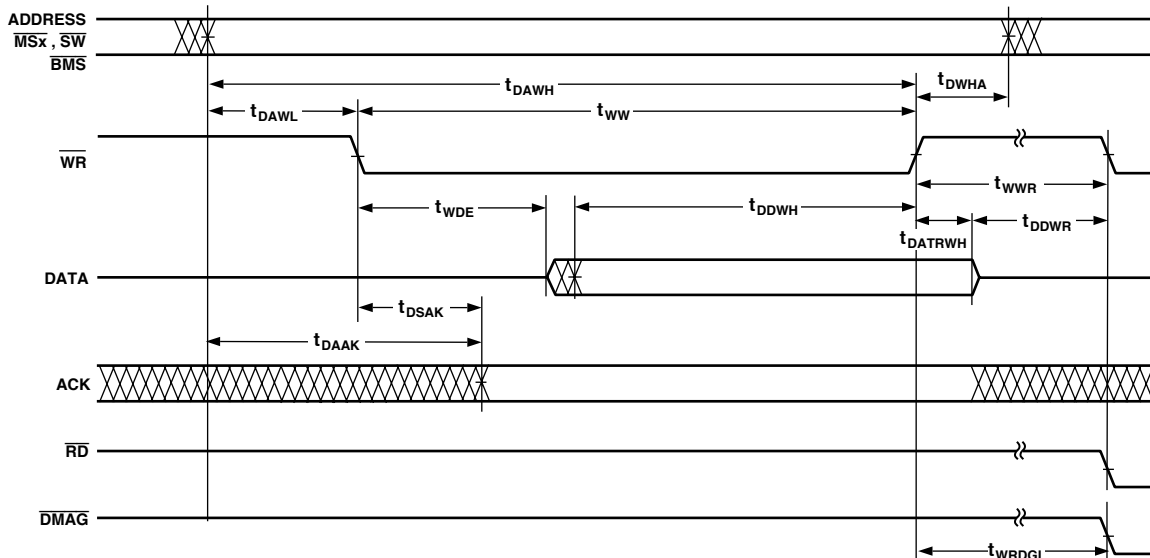 ADDRESS
MSx , SW
BMS
tDAWH
tDWHA
tDAWL
tWW
WR
tWWR
tWDE
tDDWH
tDATRWH
tDDWR
DATA
tDSAK
tDAAK
ACK
RD
DMAG
tWRDGL